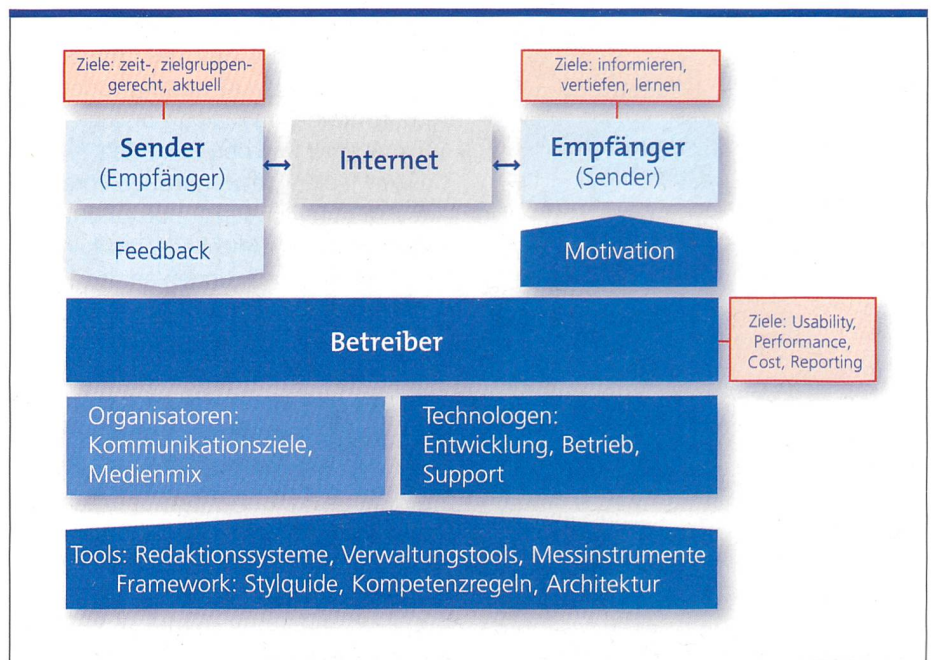 Ziele: zeit-, zielgruppen-
gerecht, aktuell
Ziele: informieren,
vertiefen, lernen
Sender
(Empfänger)
Internet
Empfänger
(Sender)
Feedback
Motivation
Betreiber
Ziele: Usability,
Performance,
Cost, Reporting
Organisatoren:
Kommunikationsziele,
Medienmix
Technologen:
Entwicklung, Betrieb,
Support
Tools: Redaktionssysteme, Verwaltungstools, Messinstrumente
Framework: Stylquide, Kompetenzregeln, Architektur